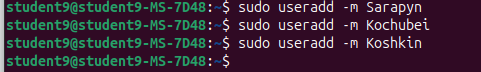 student9@student9-MS-7D48:~$ sudo useradd -m Sarapyn
student9@student9-MS-7D48:~$ sudo useradd -m Kochubei
student9@student9-MS-7D48:~$ sudo useradd -m Koshkin
student9@student9-MS-7D48:~$